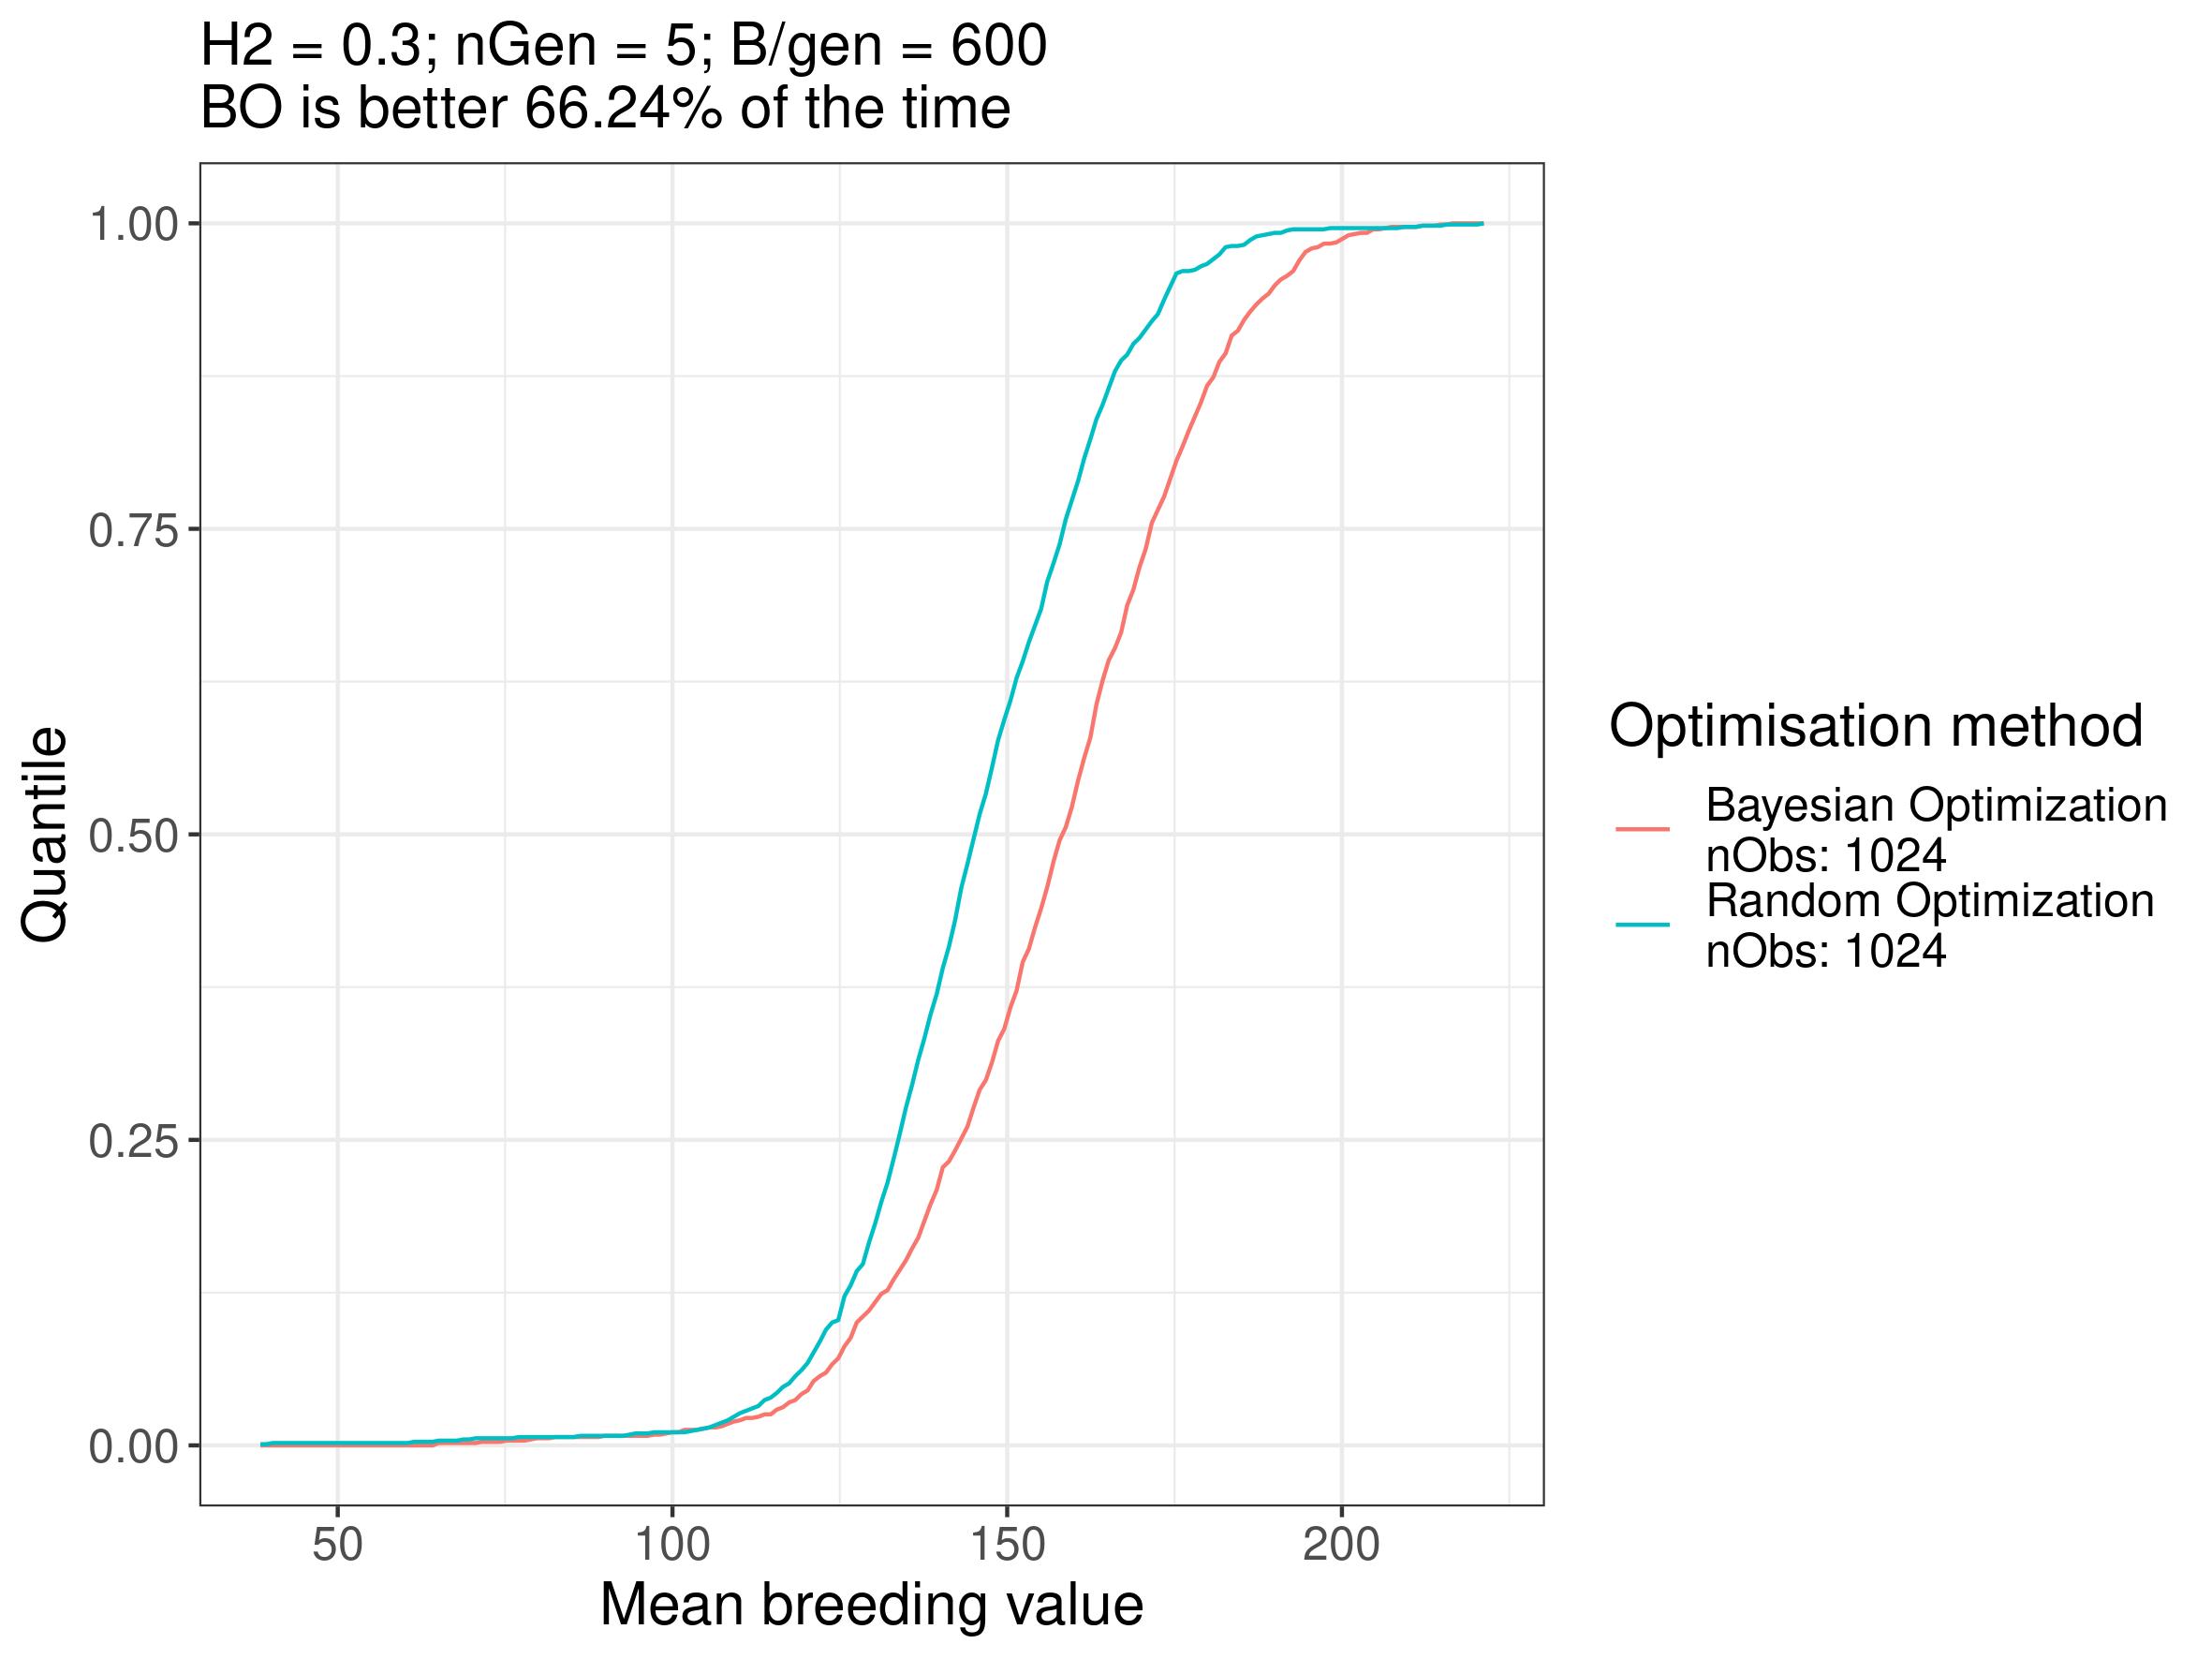 H2 = 0.3; nGen = 5; B/gen = 600
BO is better 66.24% of the time
1.00
0.75
0.50
0.25
0.00
Quantile
50
100
150
200
Mean breeding value
Optimisation method
Bayesian Optimization
nObs: 1024
Random Optimization
nObs: 1024